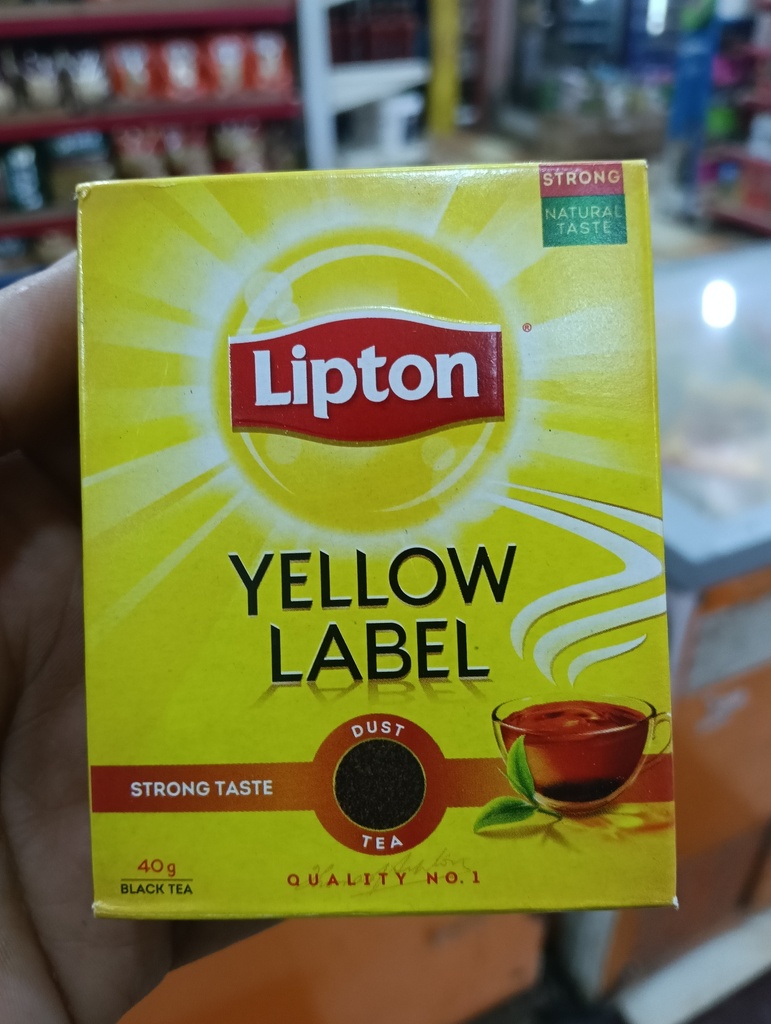 STRONG
NATURAL
TASTE
Lipton®
YELLOW
LABEL
DUST
STRONG TASTE
TEA
40g
BLACK TEA
QUALITY NO.1